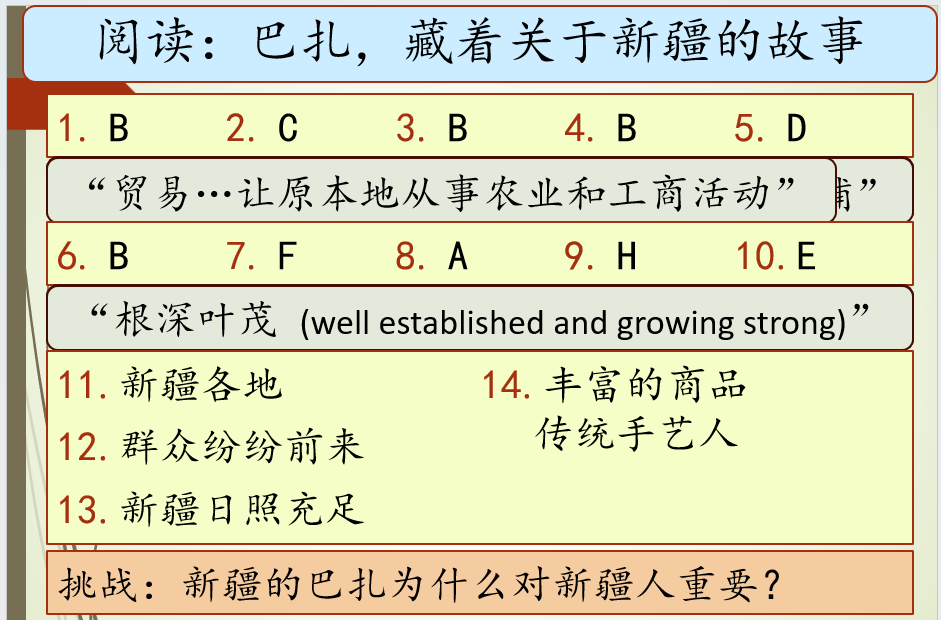 阅读：巴扎，藏着关于新疆的故事
1. B 2. C 3. B 4. B 5. D
“贸易…让原本地从事农业和工商活动” ”
6. B 7. F 8. A 9. H 10. E
“根深叶茂 (well established and growing strong)”
11. 新疆各地 14. 丰富的商品
传统手艺人
12. 群众纷纷前来
13. 新疆日照充足
挑战：新疆的巴扎为什么对新疆人重要？